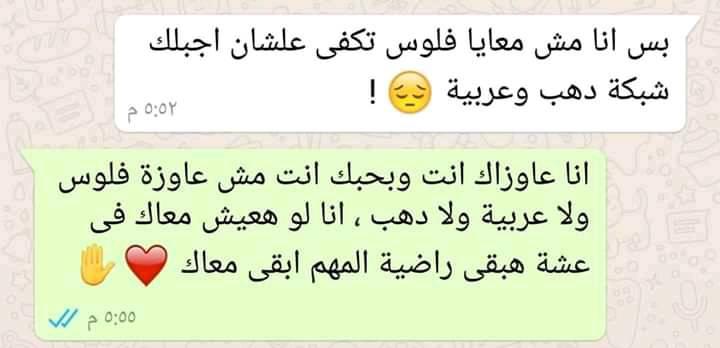 بس انا مش معايا فلوس تكفى علشان اجبلك
شبكة دهب وعربية 😔 !
٥:٥٢ م
انا عاوزاك انت وبحبك انت مش عاوزة فلوس
ولا عربية ولا دهب ، انا لو هعيش معاك فى
عشة هبقى راضية المهم ابقى معاك ❤️✋
٥:٥٥ م